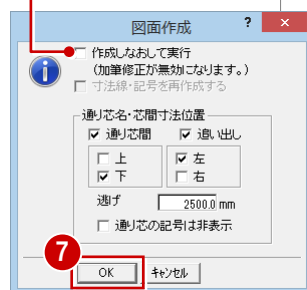 図面作成 ? ×
作成しなおして実行
(加筆修正が無効になります。)
寸法線・記号を再作成する
通り芯名・芯間寸法位置
通り芯間 追い出し
上 左
下 右
逃げ 2500.0 mm
通り芯の記号は非表示
7
OK キャンセル